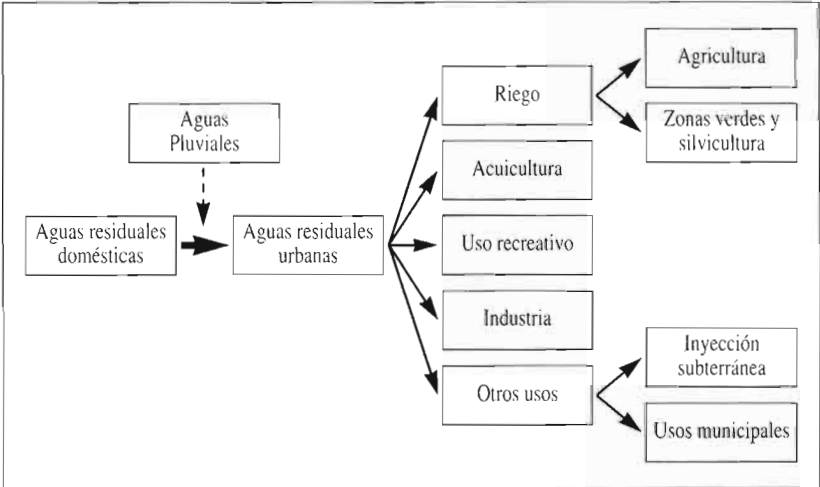 Aguas
Pluviales
Aguas residuales
domésticas
Aguas residuales
urbanas
Riego
Acuicultura
Uso recreativo
Industria
Otros usos
Agricultura
Zonas verdes y
silvicultura
Inyección
subterránea
Usos municipales